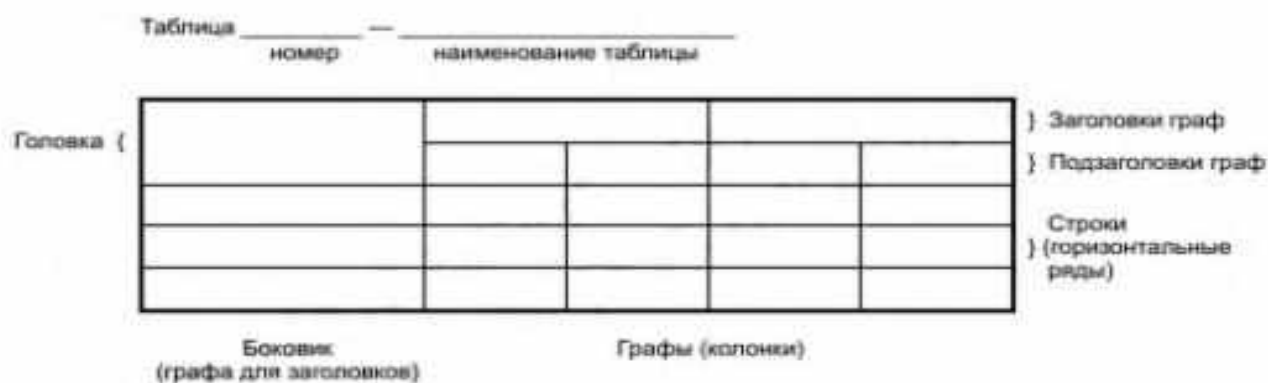 Таблица _________ — _________________________
номер
наименование таблицы
Головка {
} Заголовки граф
} Подзаголовки граф
Строки
} (горизонтальные
ряды)
Боковик
(графа для заголовков)
Графы (колонки)